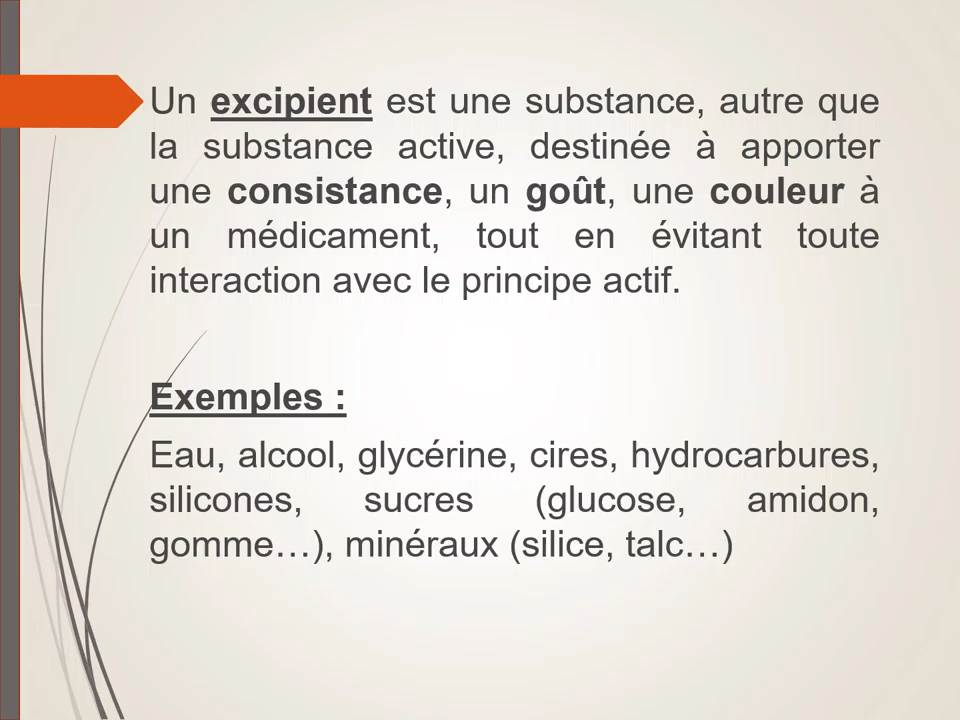 Un excipient est une substance, autre que
la substance active, destinée à apporter
une consistance, un goût, une couleur à
un médicament, tout en évitant toute
interaction avec le principe actif.
Exemples :
Eau, alcool, glycérine, cires, hydrocarbures,
silicones, sucres (glucose, amidon,
gomme…), minéraux (silice, talc…)